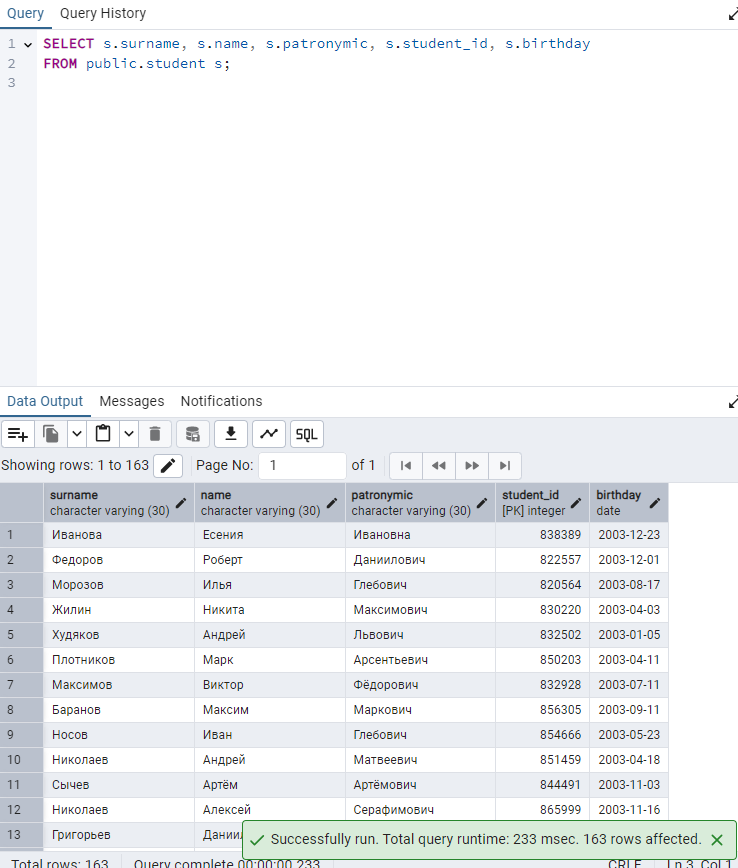 Query Query History
1 SELECT s.surname, s.name, s.patronymic, s.student_id, s.birthday
2 FROM public.student s;
3
Data Output Messages Notifications
SQL
Showing rows: 1 to 163 Page No: 1 of 1
surname name patronymic student_id birthday
character varying (30) character varying (30) character varying (30) [PK] integer date
1 Иванова Есения Ивановна 838389 2003-12-23
2 Федоров Роберт Даниилович 822557 2003-12-01
3 Морозов Илья Глебович 820564 2003-08-17
4 Жилин Никита Максимович 830220 2003-04-03
5 Худяков Андрей Львович 832502 2003-01-05
6 Плотников Марк Арсентьевич 850203 2003-04-11
7 Максимов Виктор Фёдорович 832928 2003-07-11
8 Баранов Максим Маркович 856305 2003-09-11
9 Носов Иван Глебович 854666 2003-05-23
10 Николаев Андрей Матвеевич 851459 2003-04-18
11 Сычев Артём Артёмович 844491 2003-11-03
12 Николаев Алексей Серафимович 865999 2003-11-16
13 Григорьев
Successfully run. Total query runtime: 233 msec. 163 rows affected.
Total rows: 163 Query complete 00:00:00.233 CRLF Ln 3, Col 1